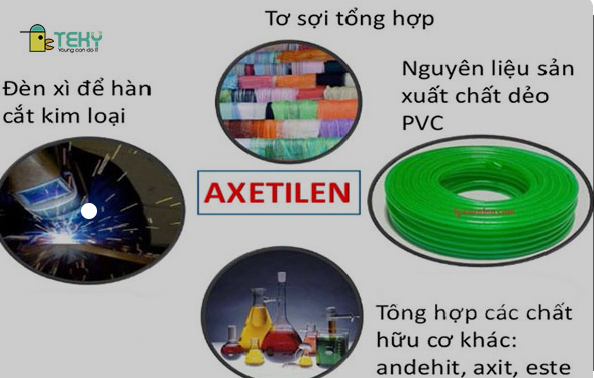 TEKY
Young can do IT
Tơ sợi tổng hợp
Đèn xì để hàn
cắt kim loại
Nguyên liệu sản
xuất chất dẻo
PVC
AXETILEN
Tổng hợp các chất
hữu cơ khác:
andehit, axit, este